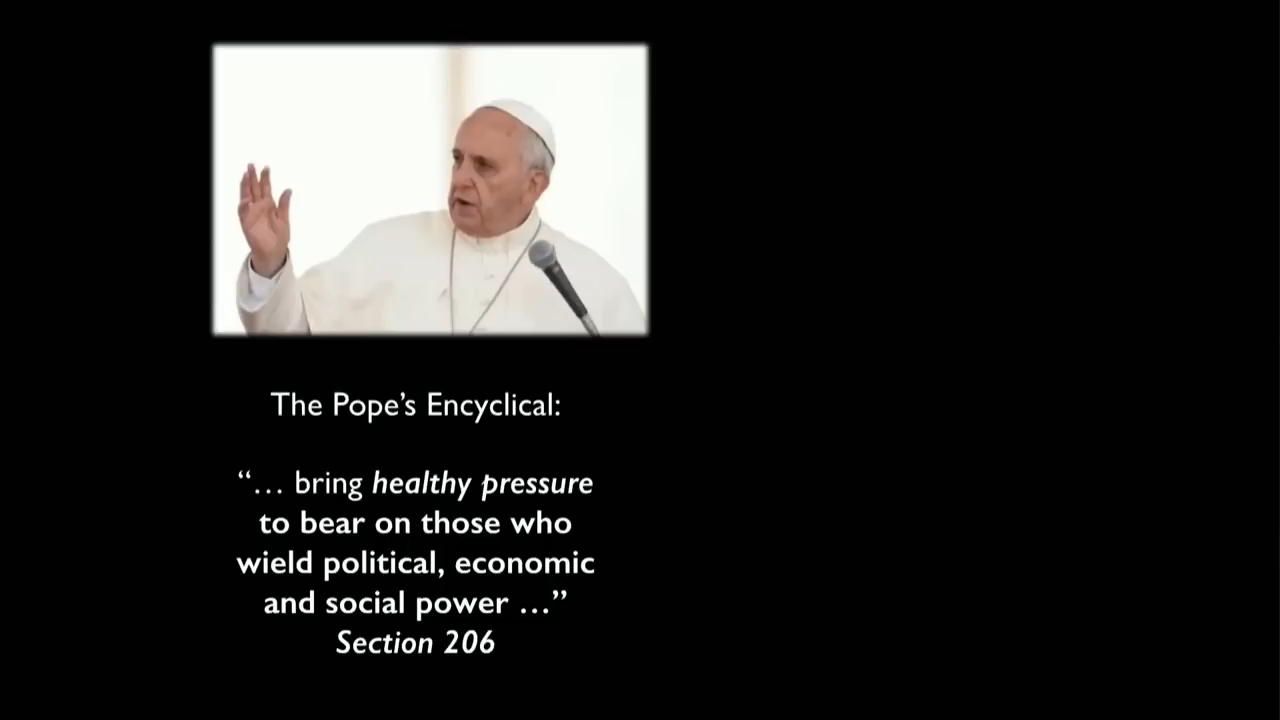 The Pope’s Encyclical:
“… bring healthy pressure
to bear on those who
wield political, economic
and social power …”
Section 206